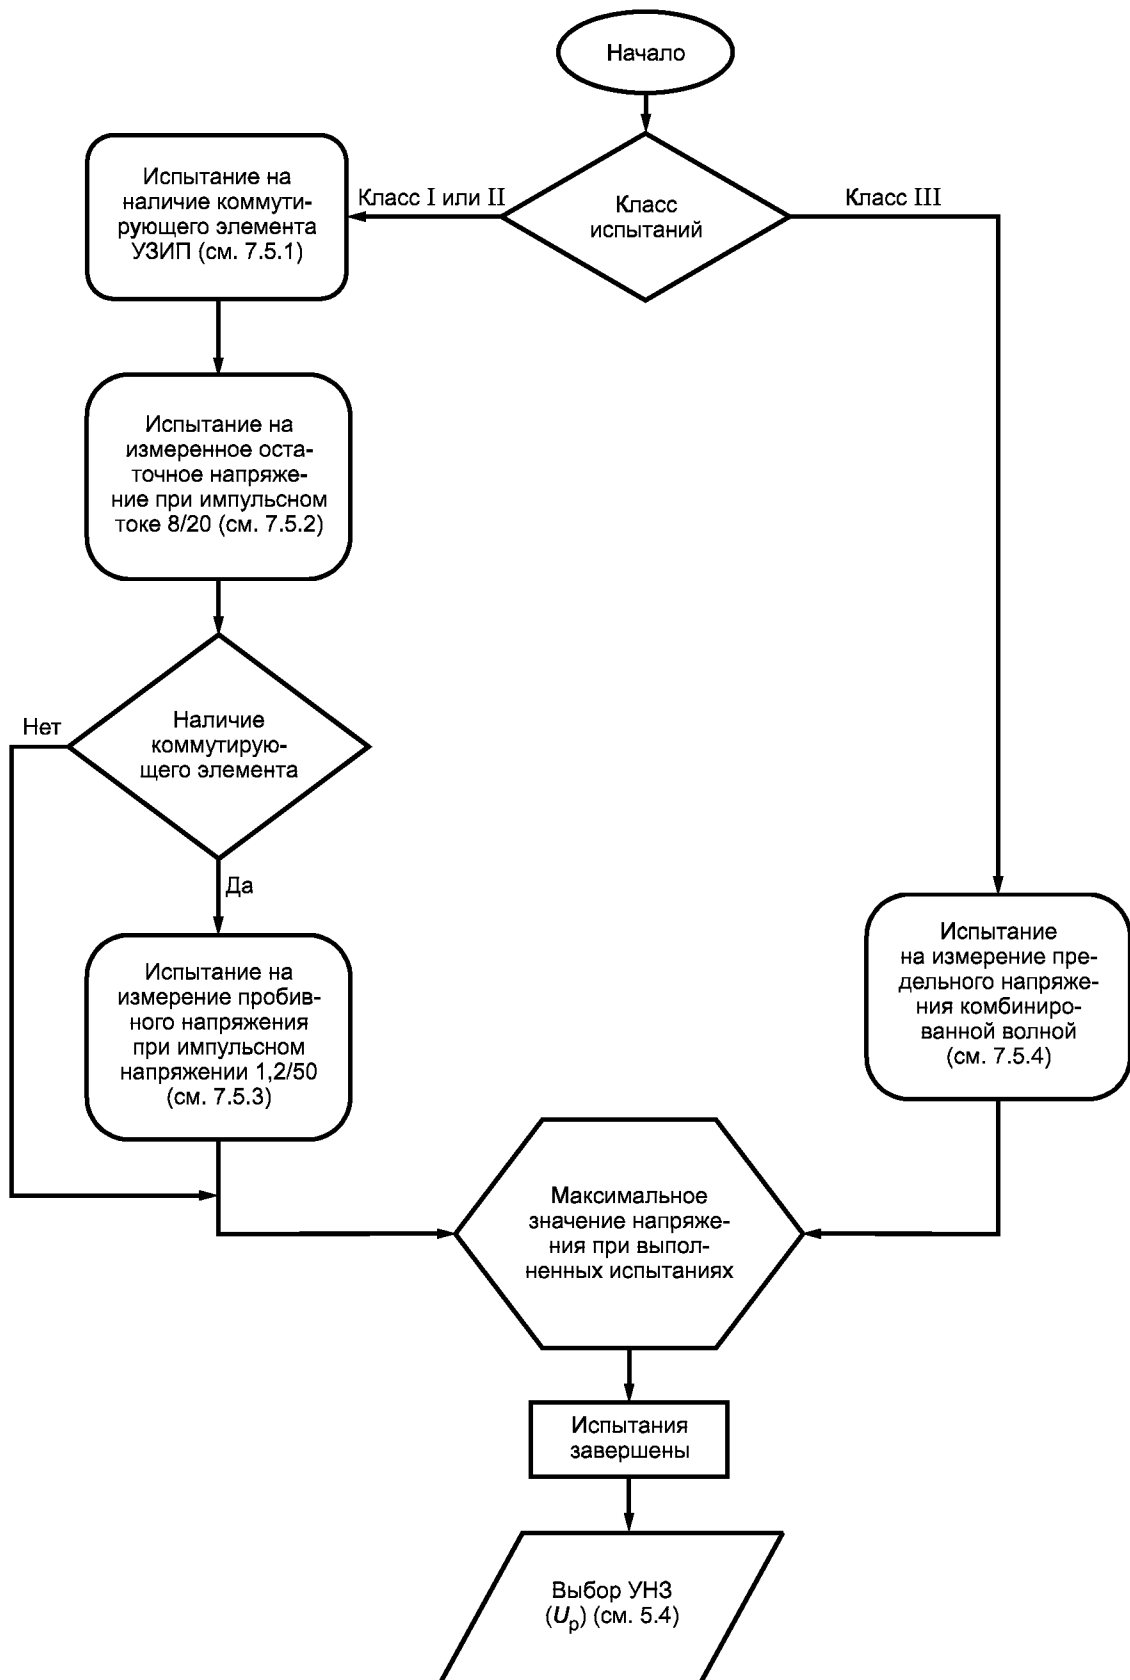 Начало
Класс
испытаний
Класс I или II
Класс III
Испытание на
наличие коммути-
рующего элемента
УЗИП (см. 7.5.1)
Испытание на
измеренное оста-
точное напряже-
ние при импульсном
токе 8/20 (см. 7.5.2)
Наличие
коммутирую-
щего элемента
Нет
Да
Испытание на
измерение пробив-
ного напряжения
при импульсном
напряжении 1,2/50
(см. 7.5.3)
Испытание
на измерение пре-
дельного напряже-
ния комбиниро-
ванной волной
(см. 7.5.4)
Максимальное
значение напряже-
ния при выпол-
ненных испытаниях
Испытания
завершены
Выбор УНЗ
(Uр) (см. 5.4)